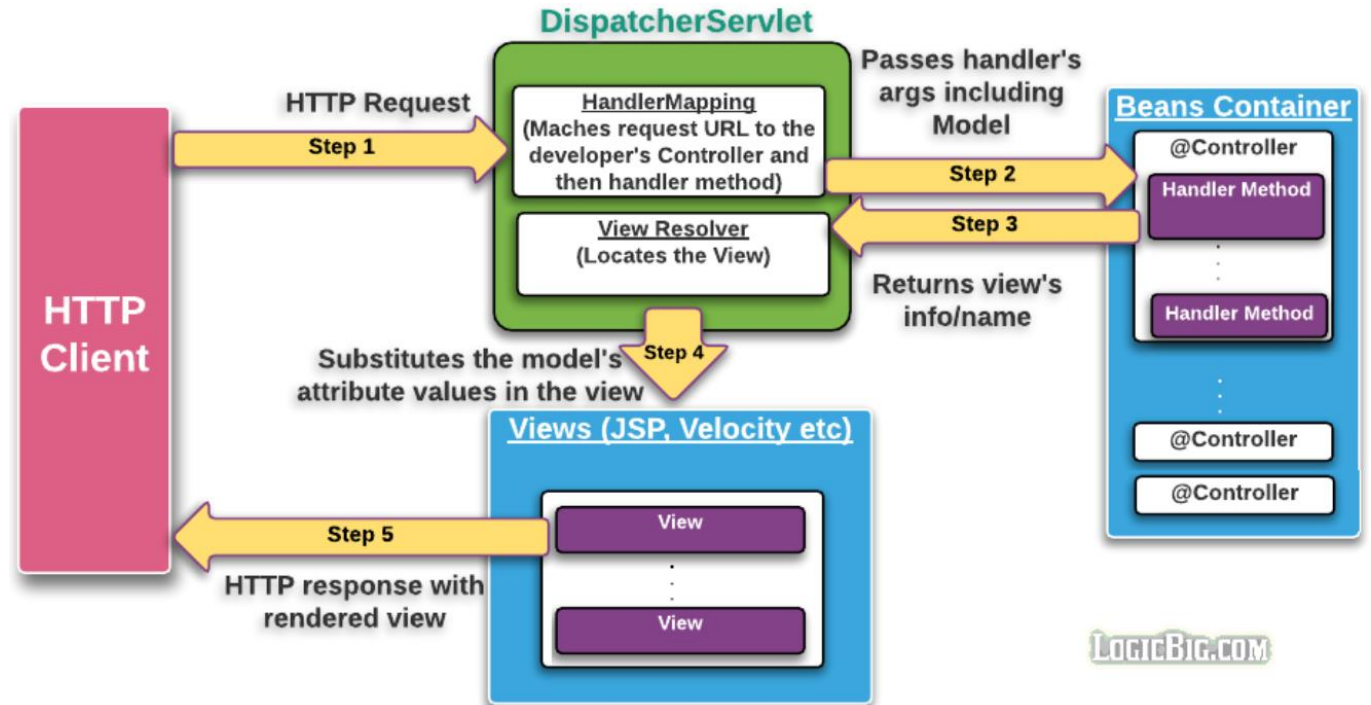 DispatcherServlet
HTTP Request
Step 1
HandlerMapping
(Maches request URL to the
developer's Controller and
then handler method)
View Resolver
(Locates the View)
Passes handler's
args including
Model
Step 2
Step 3
Returns view's
info/name
Beans Container
@Controller
Handler Method
Handler Method
@Controller
@Controller
HTTP
Client
Step 4
Substitutes the model's
attribute values in the view
Views (JSP, Velocity etc)
View
View
Step 5
HTTP response with
rendered view
LOGICBIG.COM